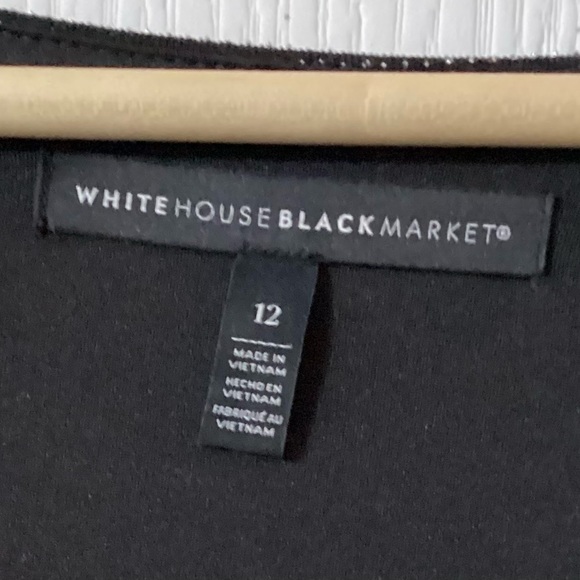 WHITEHOUSEBLACKMARKET®
12
MADE IN
VIETNAM
HECHO EN
VIETNAM
FABRIQUÉ AU
VIETNAM